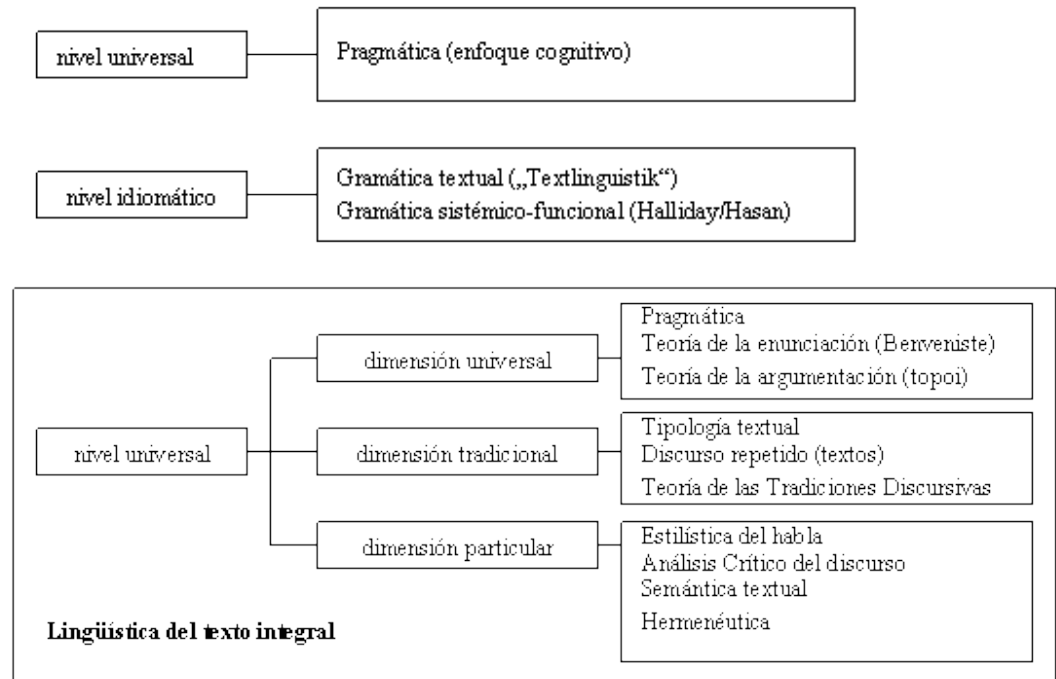 nivel universal
Pragmática (enfoque cognitivo)
nivel idiomático
Gramática textual („Textlinguistik“)
Gramática sistémico-funcional (Halliday/Hasan)
nivel universal
dimensión universal
Pragmática
Teoría de la enunciación (Benveniste)
Teoría de la argumentación (topoi)
dimensión tradicional
Tipología textual
Discurso repetido (textos)
Teoría de las Tradiciones Discursivas
dimensión particular
Estilística del habla
Análisis Crítico del discurso
Semántica textual
Hermenéutica
Lingüística del texto integral